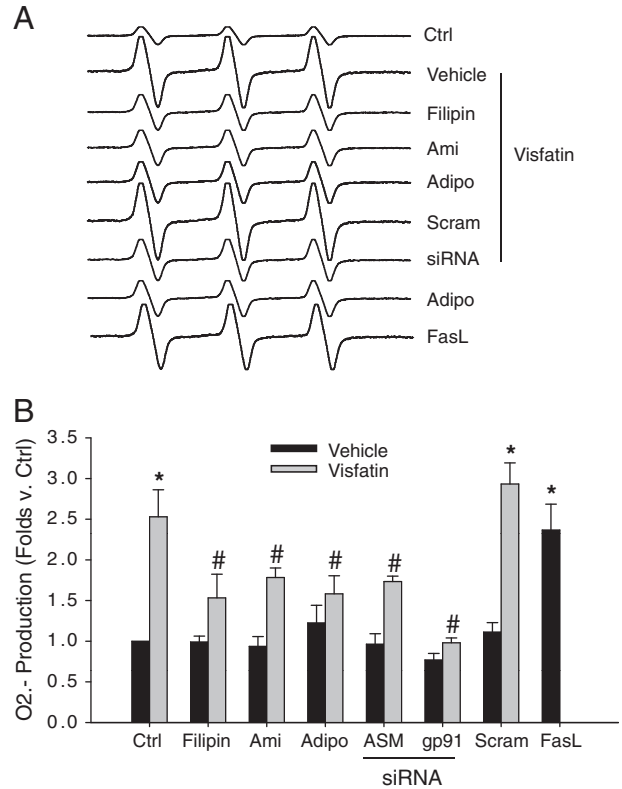 A
Ctrl
Vehicle
Filipin
Ami
Visfatin
Adipo
Scram
siRNA
Adipo
FasL
B
O2.- Production (Folds v. Ctrl)
3.5
3.0
2.5
2.0
1.5
1.0
0.5
0.0
Vehicle
Visfatin
*
#
#
#
#
#
*
*
Ctrl Filipin Ami Adipo ASM gp91 Scram FasL
siRNA